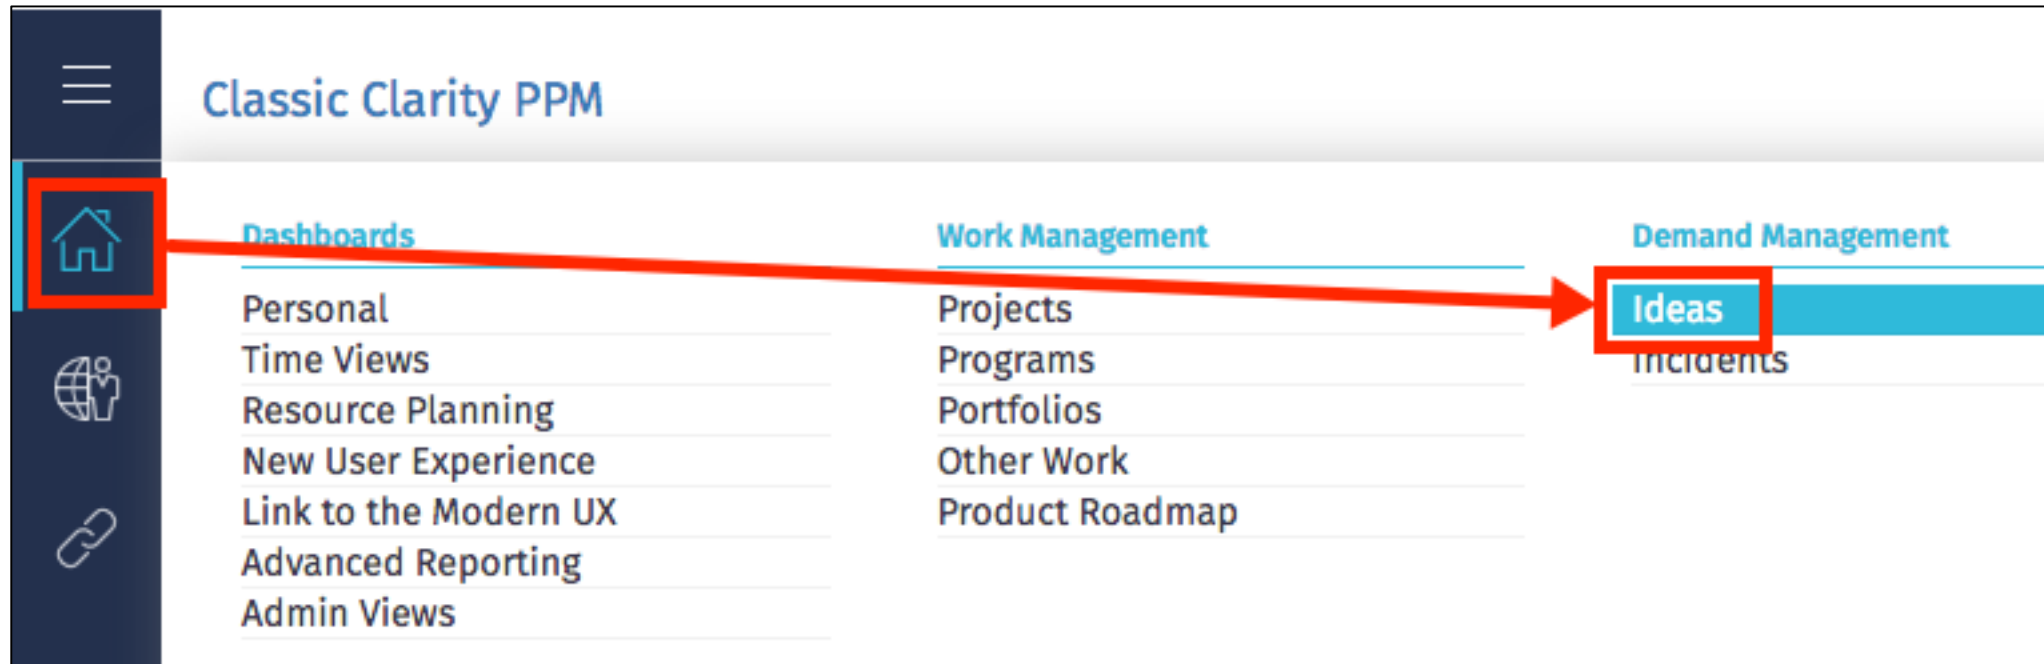 Classic Clarity PPM
Dashboards
Personal
Time Views
Resource Planning
New User Experience
Link to the Modern UX
Advanced Reporting
Admin Views
Work Management
Projects
Programs
Portfolios
Other Work
Product Roadmap
Demand Management
Ideas
Incidents